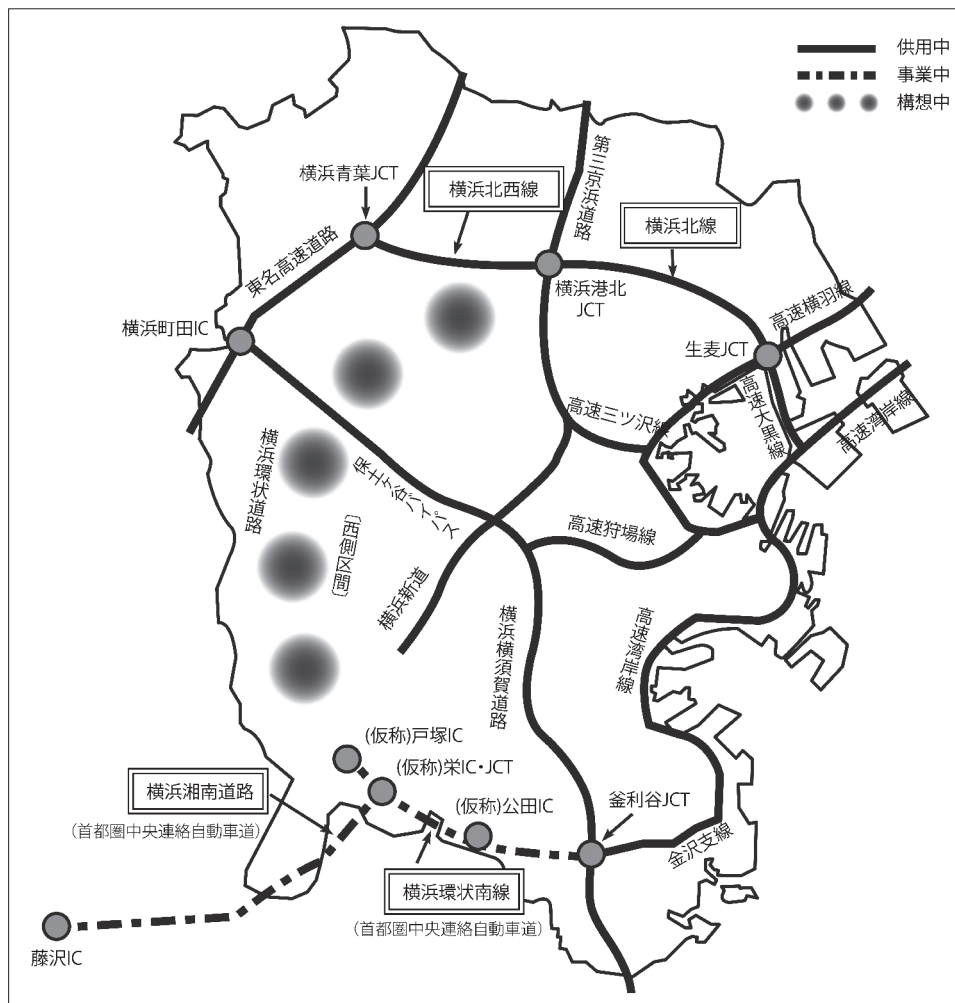 供用中
事業中
構想中
横浜青葉JCT
横浜北西線
第三京浜道路
横浜北線
東名高速道路
横浜港北
JCT
高速横羽線
横浜町田IC
生麦JCT
高速大黒線
高速湾岸線
高速三ツ沢線
横浜環状道路
〔西側区間〕
保土ヶ谷バイパス
高速狩場線
横浜新道
横浜横須賀道路
高速湾岸線
(仮称)戸塚IC
(仮称)栄IC・JCT
横浜湘南道路
(首都圏中央連絡自動車道)
(仮称)公田IC
釜利谷JCT
金沢支線
横浜環状南線
(首都圏中央連絡自動車道)
藤沢IC